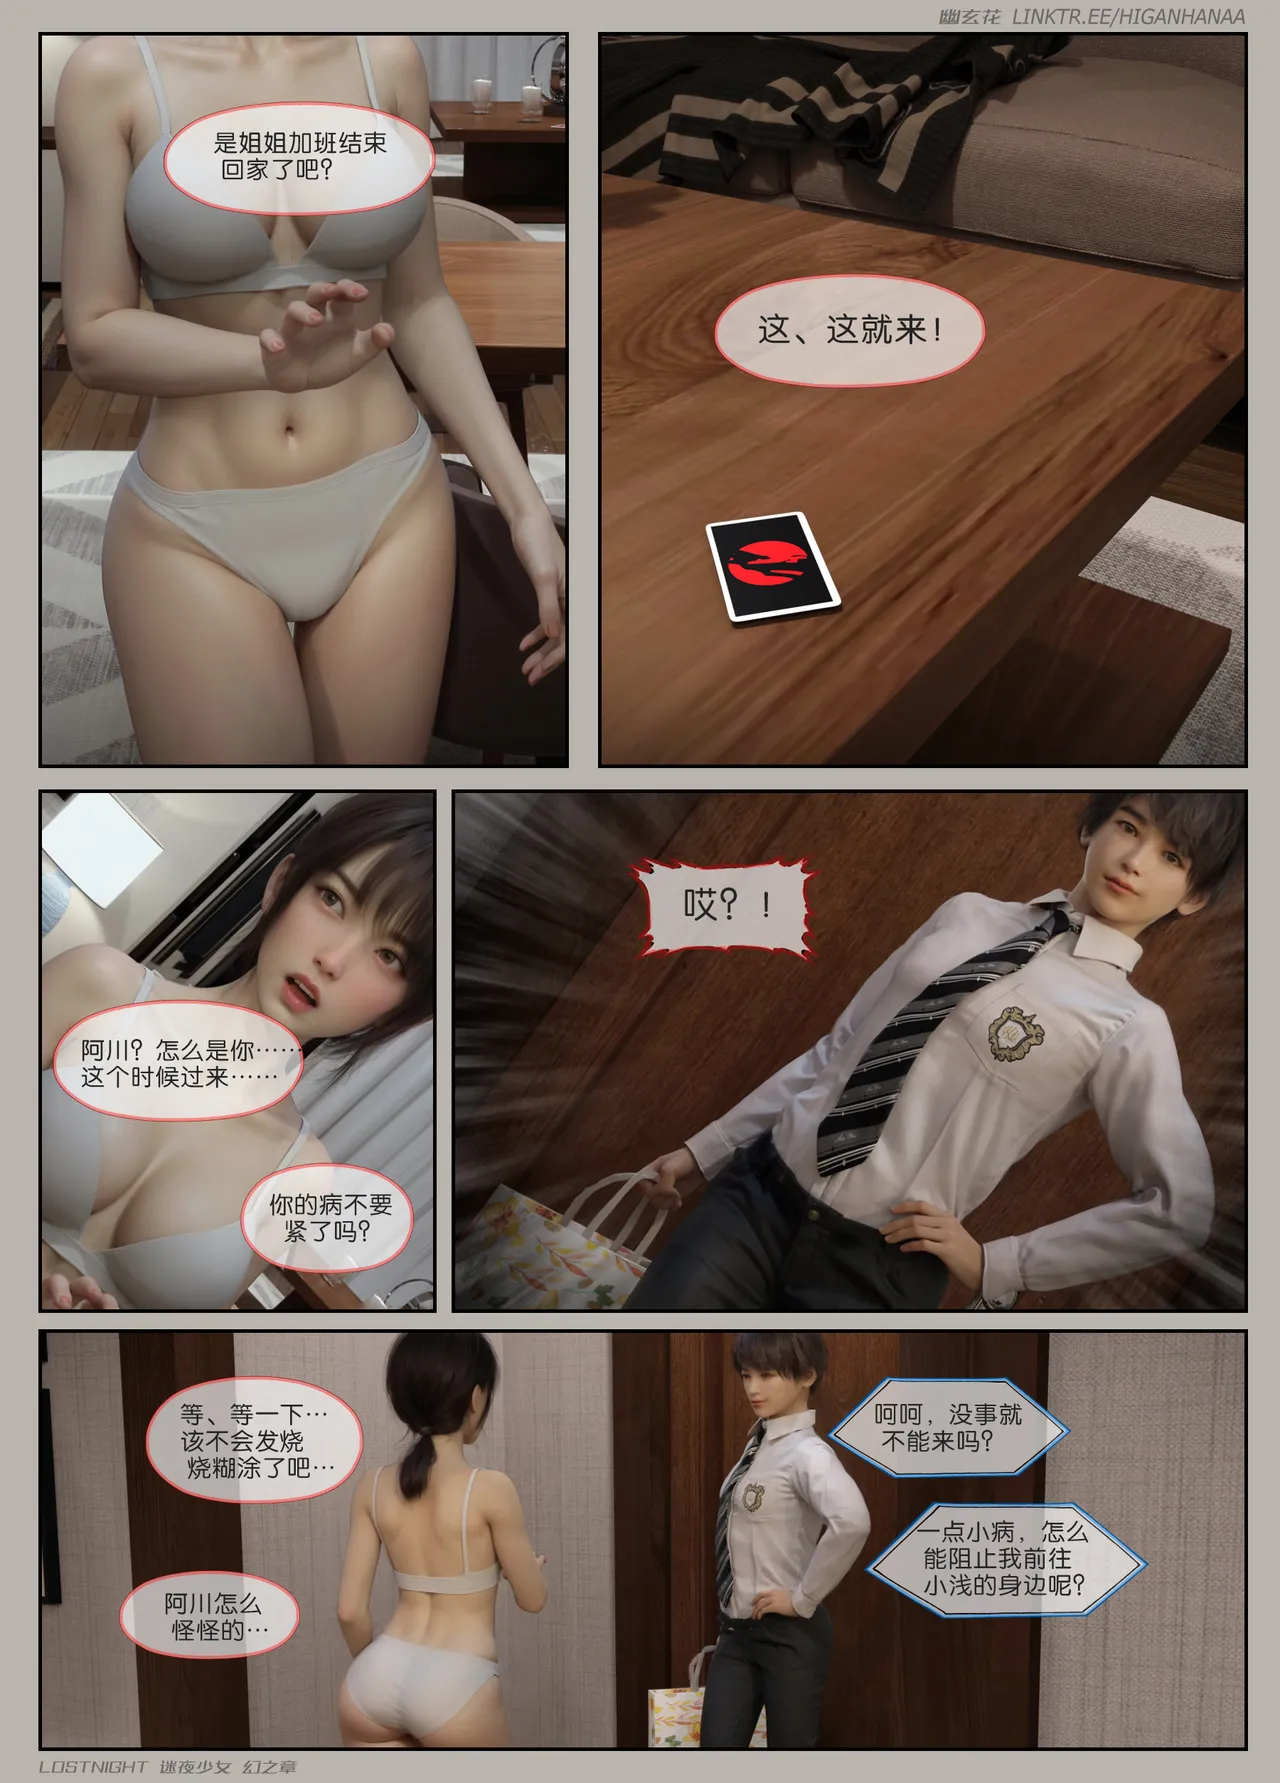 幽玄花 LINKTR.EE/HIGANHANAA
是姐姐加班结束
回家了吧？
这、这就来！
阿川？怎么是你……
这个时候过来……
你的病不要
紧了吗？
哎？！
等、等一下…
该不会发烧
烧糊涂了吧…
阿川怎么
怪怪的…
呵呵，没事就
不能来吗？
一点小病，怎么
能阻止我前往
小浅的身边呢？
LOSTNIGHT 迷夜少女 幻之章